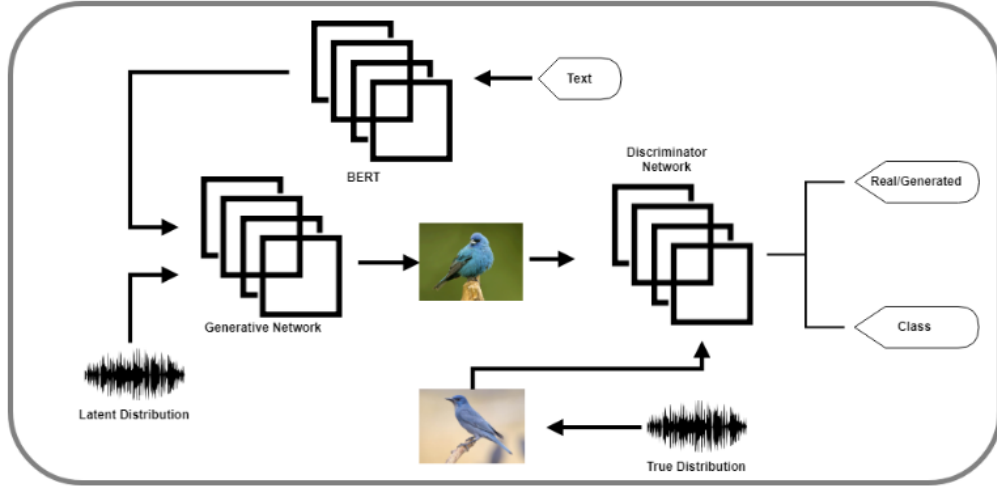 Text
BERT
Discriminator
Network
Real/Generated
Generative Network
Class
Latent Distribution
True Distribution